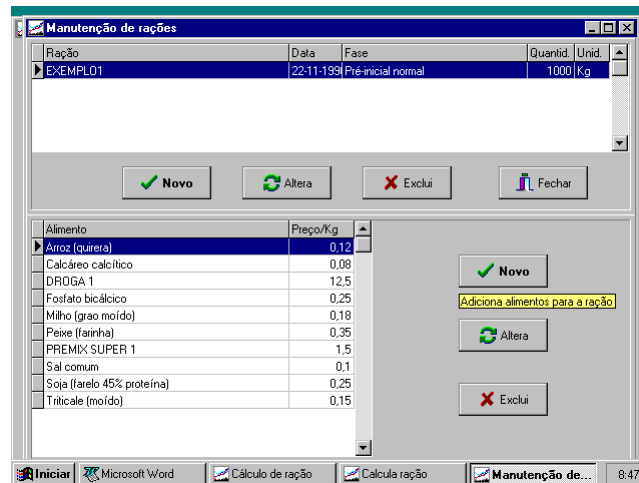 Manutenção de rações
Ração Data Fase Quantid. Unid.
EXEMPLO1 22-11-199 Pré-inicial normal 1000 Kg
Novo Altera Exclui Fechar
Alimento Preço/Kg
Arroz (quirera) 0,12
Calcáreo calcítico 0,08
DROGA 1 12,5
Fosfato bicálcico 0,25
Milho (grao moído) 0,18
Peixe (farinha) 0,35
PREMIX SUPER 1 1,5
Sal comum 0,1
Soja (farelo 45% proteína) 0,25
Triticale (moído) 0,15
Novo
Adiciona alimentos para a ração
Altera
Exclui
Iniciar Microsoft Word Cálculo de ração Calcula ração Manutenção de... 8:47